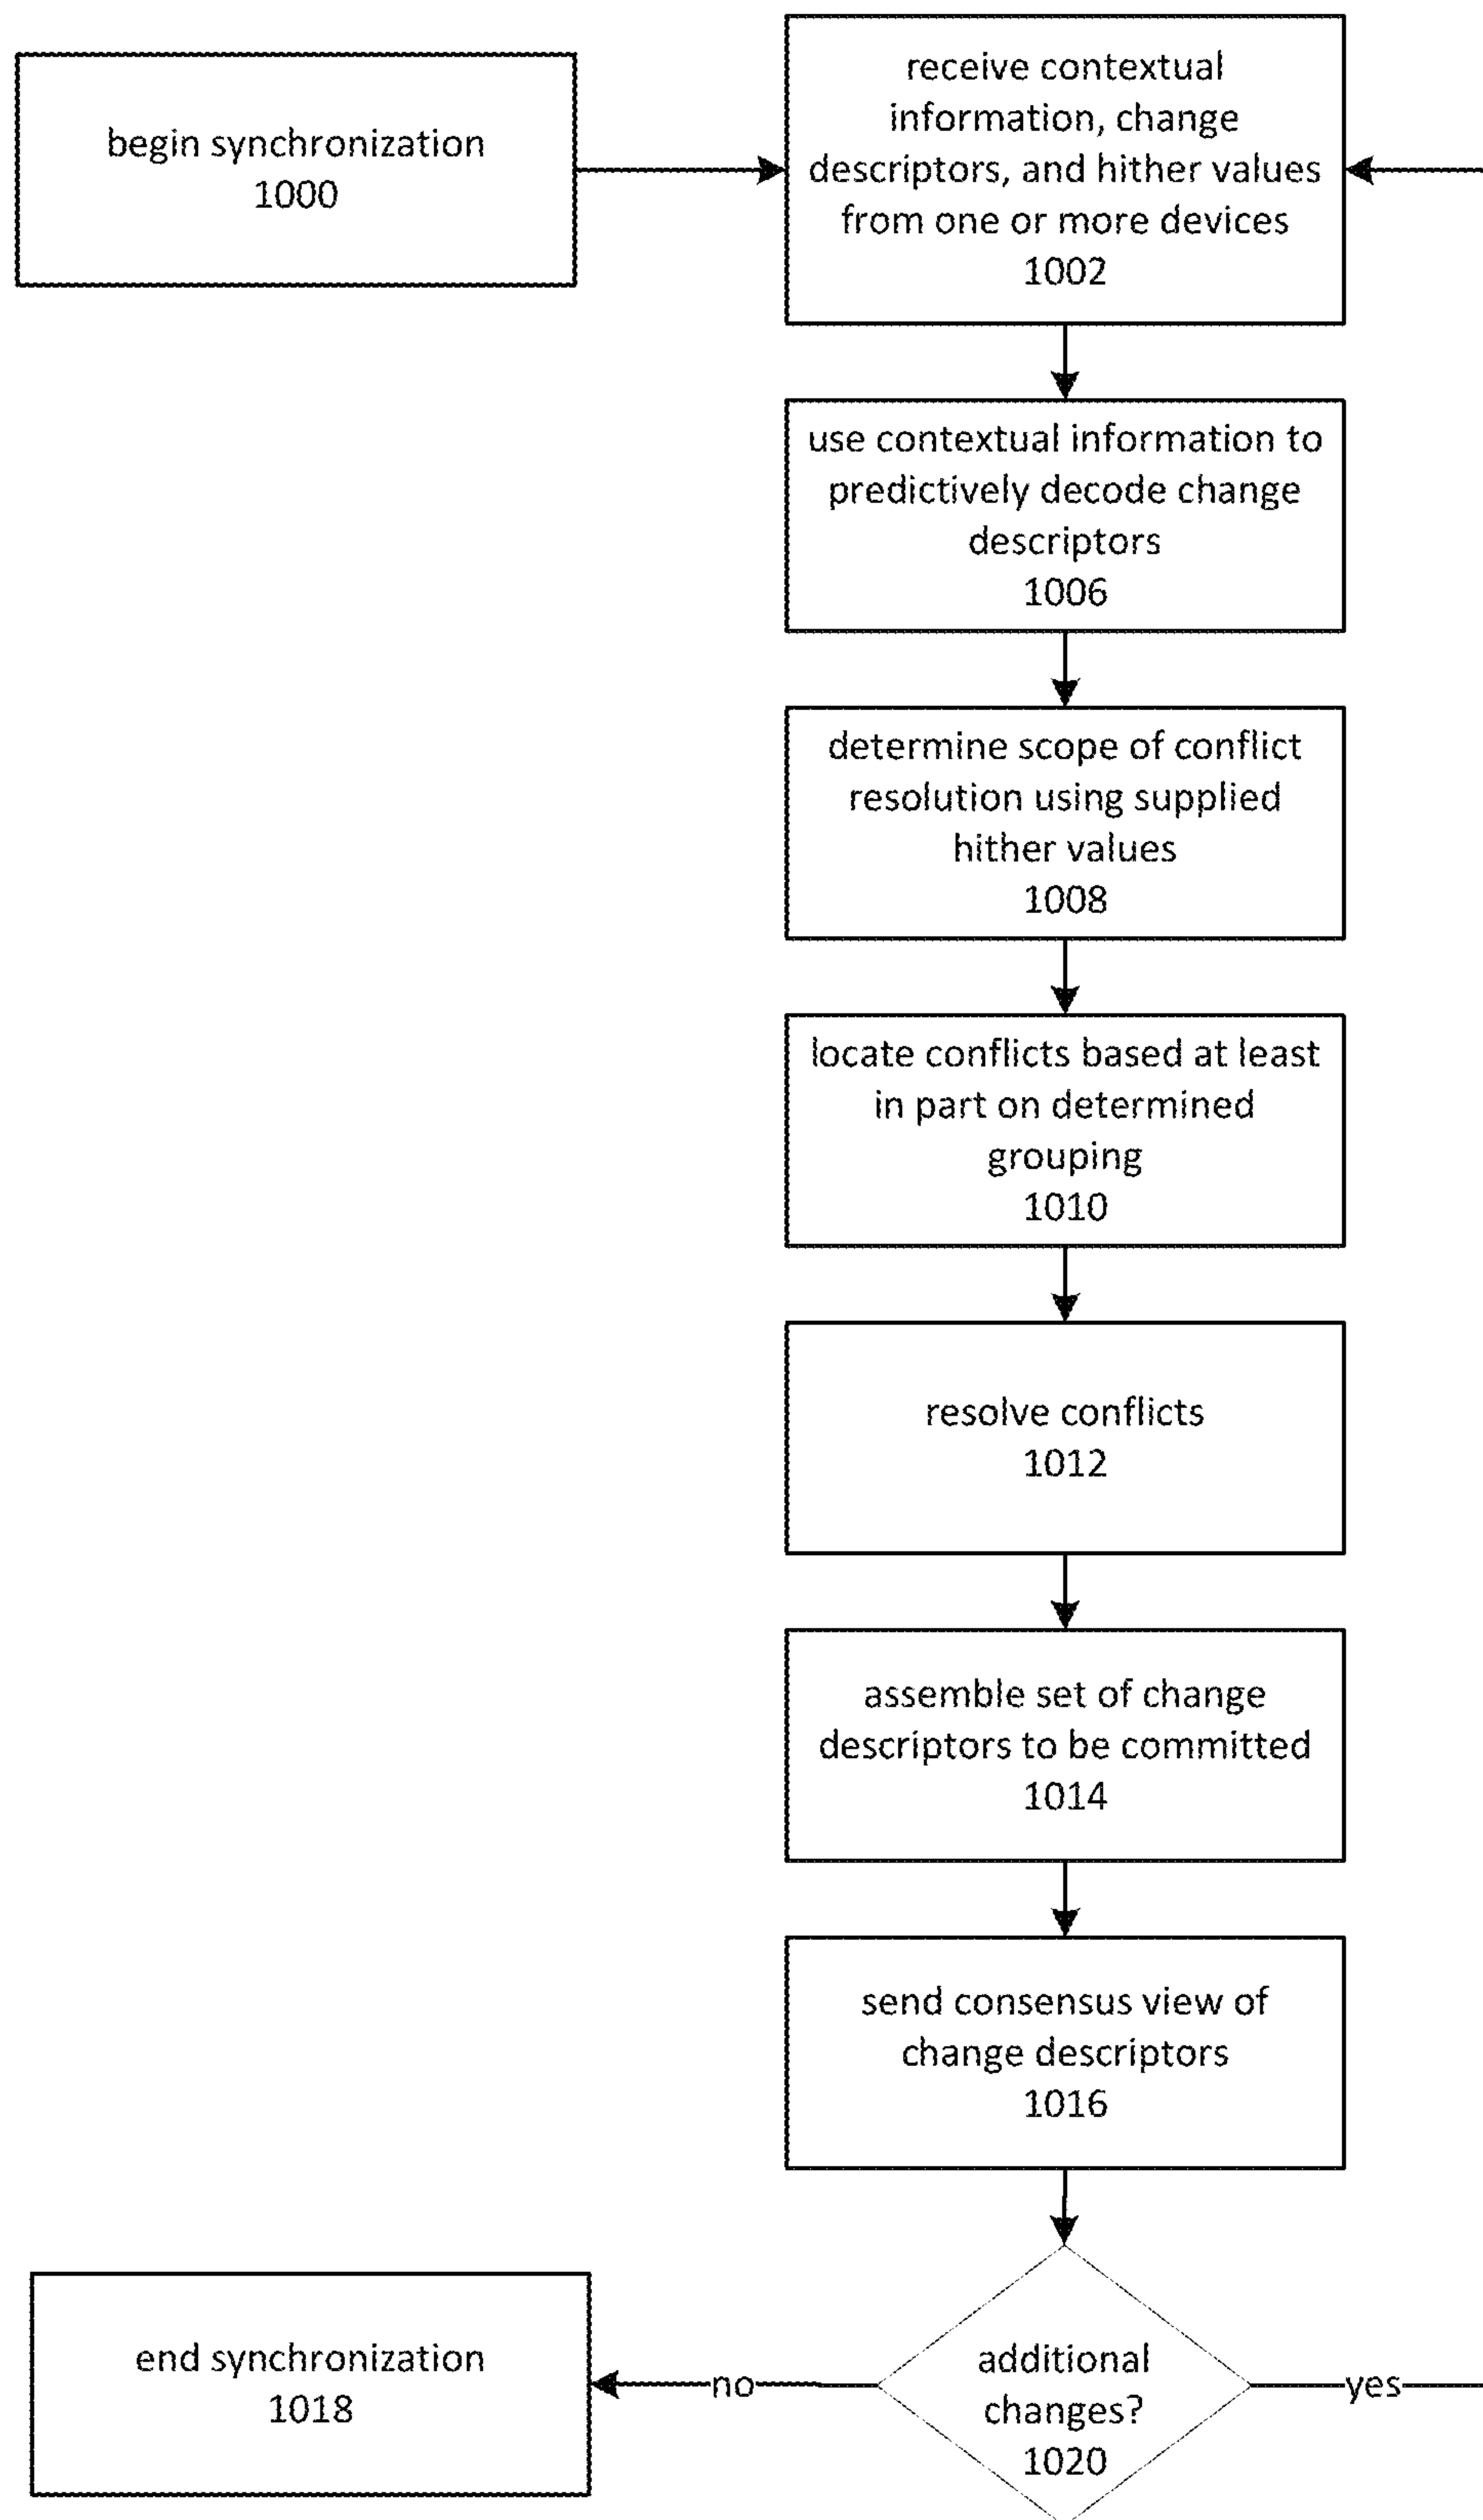 begin synchronization
1000
receive contextual
information, change
descriptors, and hither values
from one or more devices
1002
use contextual information to
predictively decode change
descriptors
1006
determine scope of conflict
resolution using supplied
hither values
1008
locate conflicts based at least
in part on determined
grouping
1010
resolve conflicts
1012
assemble set of change
descriptors to be committed
1014
send consensus view of
change descriptors
1016
end synchronization
1018
no
additional
changes?
1020
yes